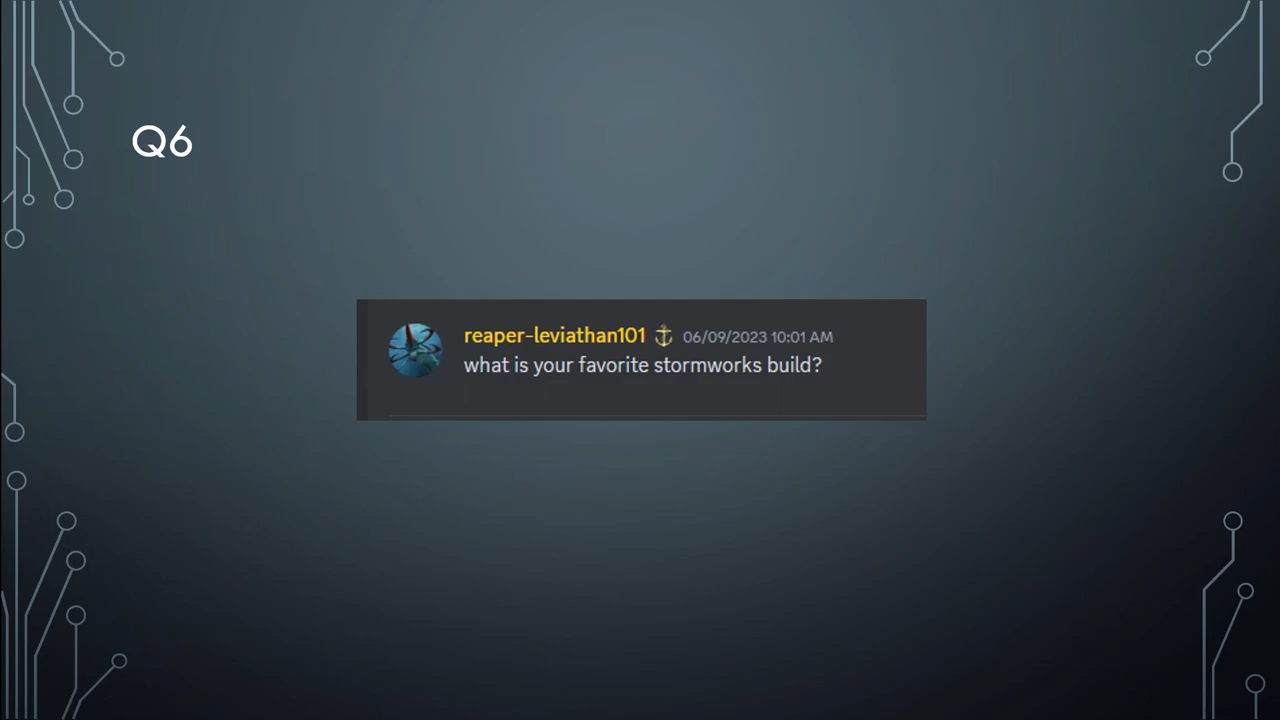 Q6
reaper-leviathan101 ⚓ 06/09/2023 10:01 AM
what is your favorite stormworks build?